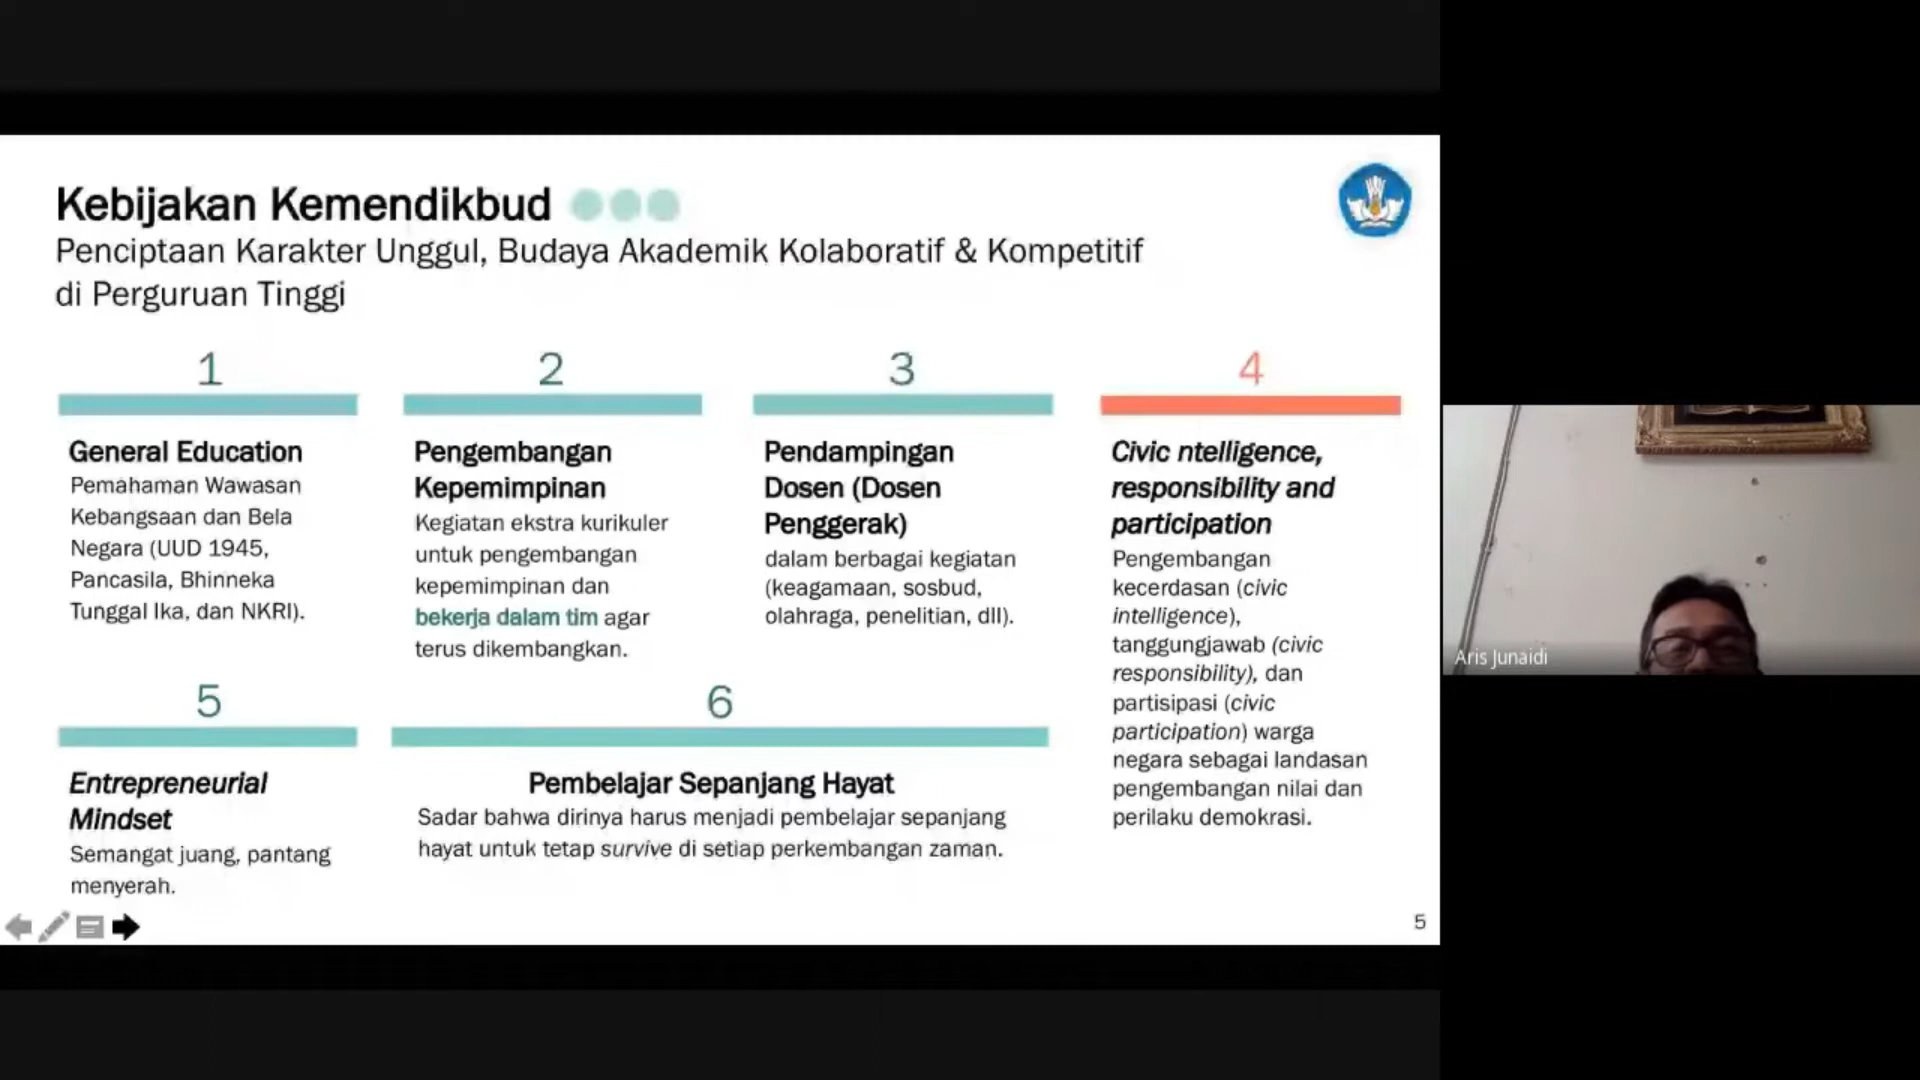 Kebijakan Kemendikbud
Penciptaan Karakter Unggul, Budaya Akademik Kolaboratif & Kompetitif
di Perguruan Tinggi
1
General Education
Pemahaman Wawasan
Kebangsaan dan Bela
Negara (UUD 1945,
Pancasila, Bhinneka
Tunggal Ika, dan NKRI).
2
Pengembangan
Kepemimpinan
Kegiatan ekstra kurikuler
untuk pengembangan
kepemimpinan dan
bekerja dalam tim agar
terus dikembangkan.
3
Pendampingan
Dosen (Dosen
Penggerak)
dalam berbagai kegiatan
(keagamaan, sosbud,
olahraga, penelitian, dll).
4
Civic ntelligence,
responsibility and
participation
Pengembangan
kecerdasan (civic
intelligence),
tanggungjawab (civic
responsibility), dan
partisipasi (civic
participation) warga
negara sebagai landasan
pengembangan nilai dan
perilaku demokrasi.
5
Entrepreneurial
Mindset
Semangat juang, pantang
menyerah.
6
Pembelajar Sepanjang Hayat
Sadar bahwa dirinya harus menjadi pembelajar sepanjang
hayat untuk tetap survive di setiap perkembangan zaman.
5
Aris Junaidi